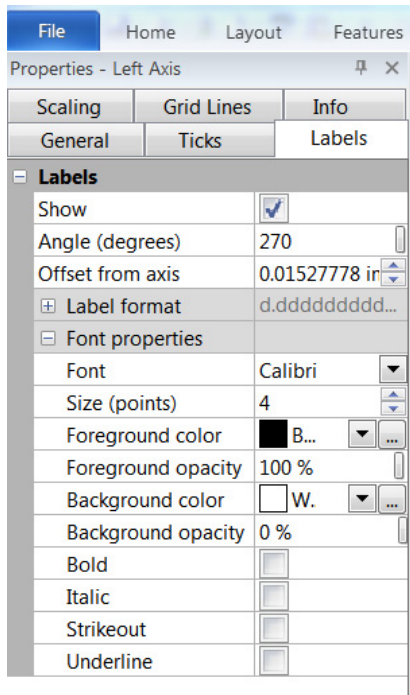 File Home Layout Features
Properties - Left Axis
Scaling Grid Lines Info
General Ticks Labels
Labels
Show
Angle (degrees) 270
Offset from axis 0.01527778 in
Label format d.ddddddddd...
Font properties
Font Calibri
Size (points) 4
Foreground color B... ...
Foreground opacity 100 %
Background color W. ...
Background opacity 0 %
Bold
Italic
Strikeout
Underline